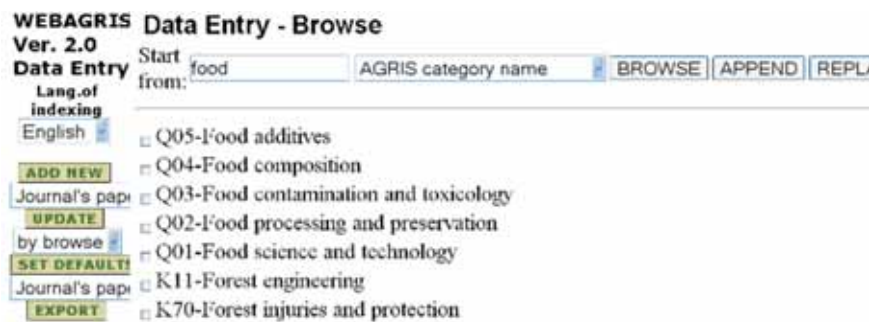 WEBAGRIS
Ver. 2.0
Data Entry
Lang.of
indexing
English
ADD NEW
Journal's pape
UPDATE
by browse
SET DEFAULTS
Journal's pape
EXPORT
Data Entry - Browse
Start
from:
food AGRIS category name BROWSE APPEND REPLA
Q05-Food additives
Q04-Food composition
Q03-Food contamination and toxicology
Q02-Food processing and preservation
Q01-Food science and technology
K11-Forest engineering
K70-Forest injuries and protection